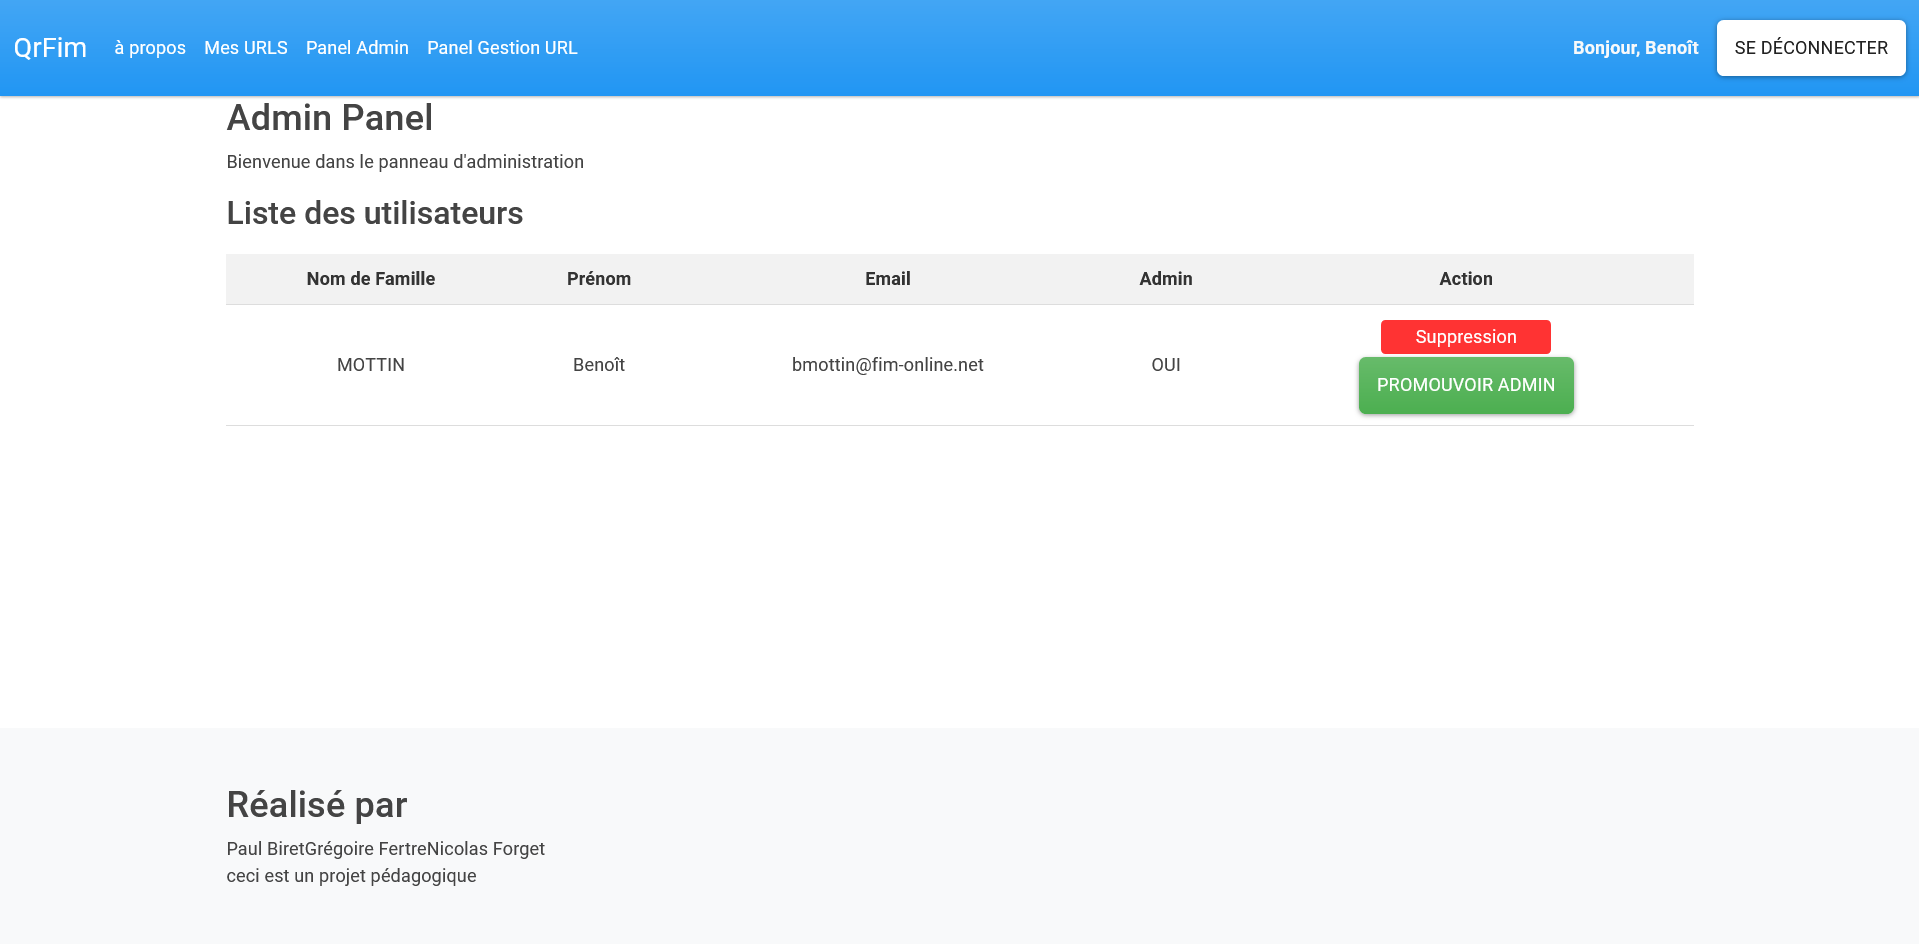 QrFim à propos Mes URLS Panel Admin Panel Gestion URL Bonjour, Benoît SE DÉCONNECTER
Admin Panel
Bienvenue dans le panneau d'administration
Liste des utilisateurs
Nom de Famille Prénom Email Admin Action
MOTTIN Benoît bmottin@fim-online.net OUI Suppression
PROMOUVOIR ADMIN
Réalisé par
Paul BiretGrégoire FertreNicolas Forget
ceci est un projet pédagogique